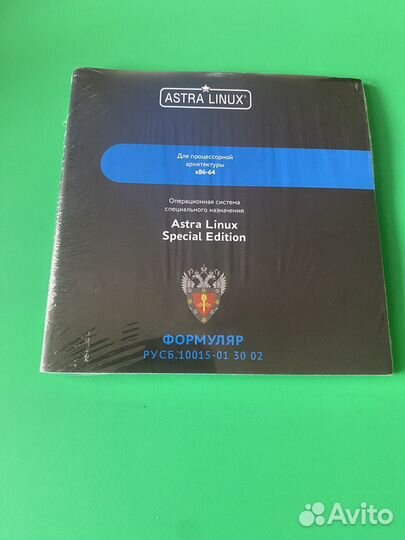 ASTRA LINUX®
Для процессорной
архитектуры
x86-64
Операционная система
специального назначения
Astra Linux
Special Edition
ФОРМУЛЯР
РУСБ.10015-01 30 02
Avito